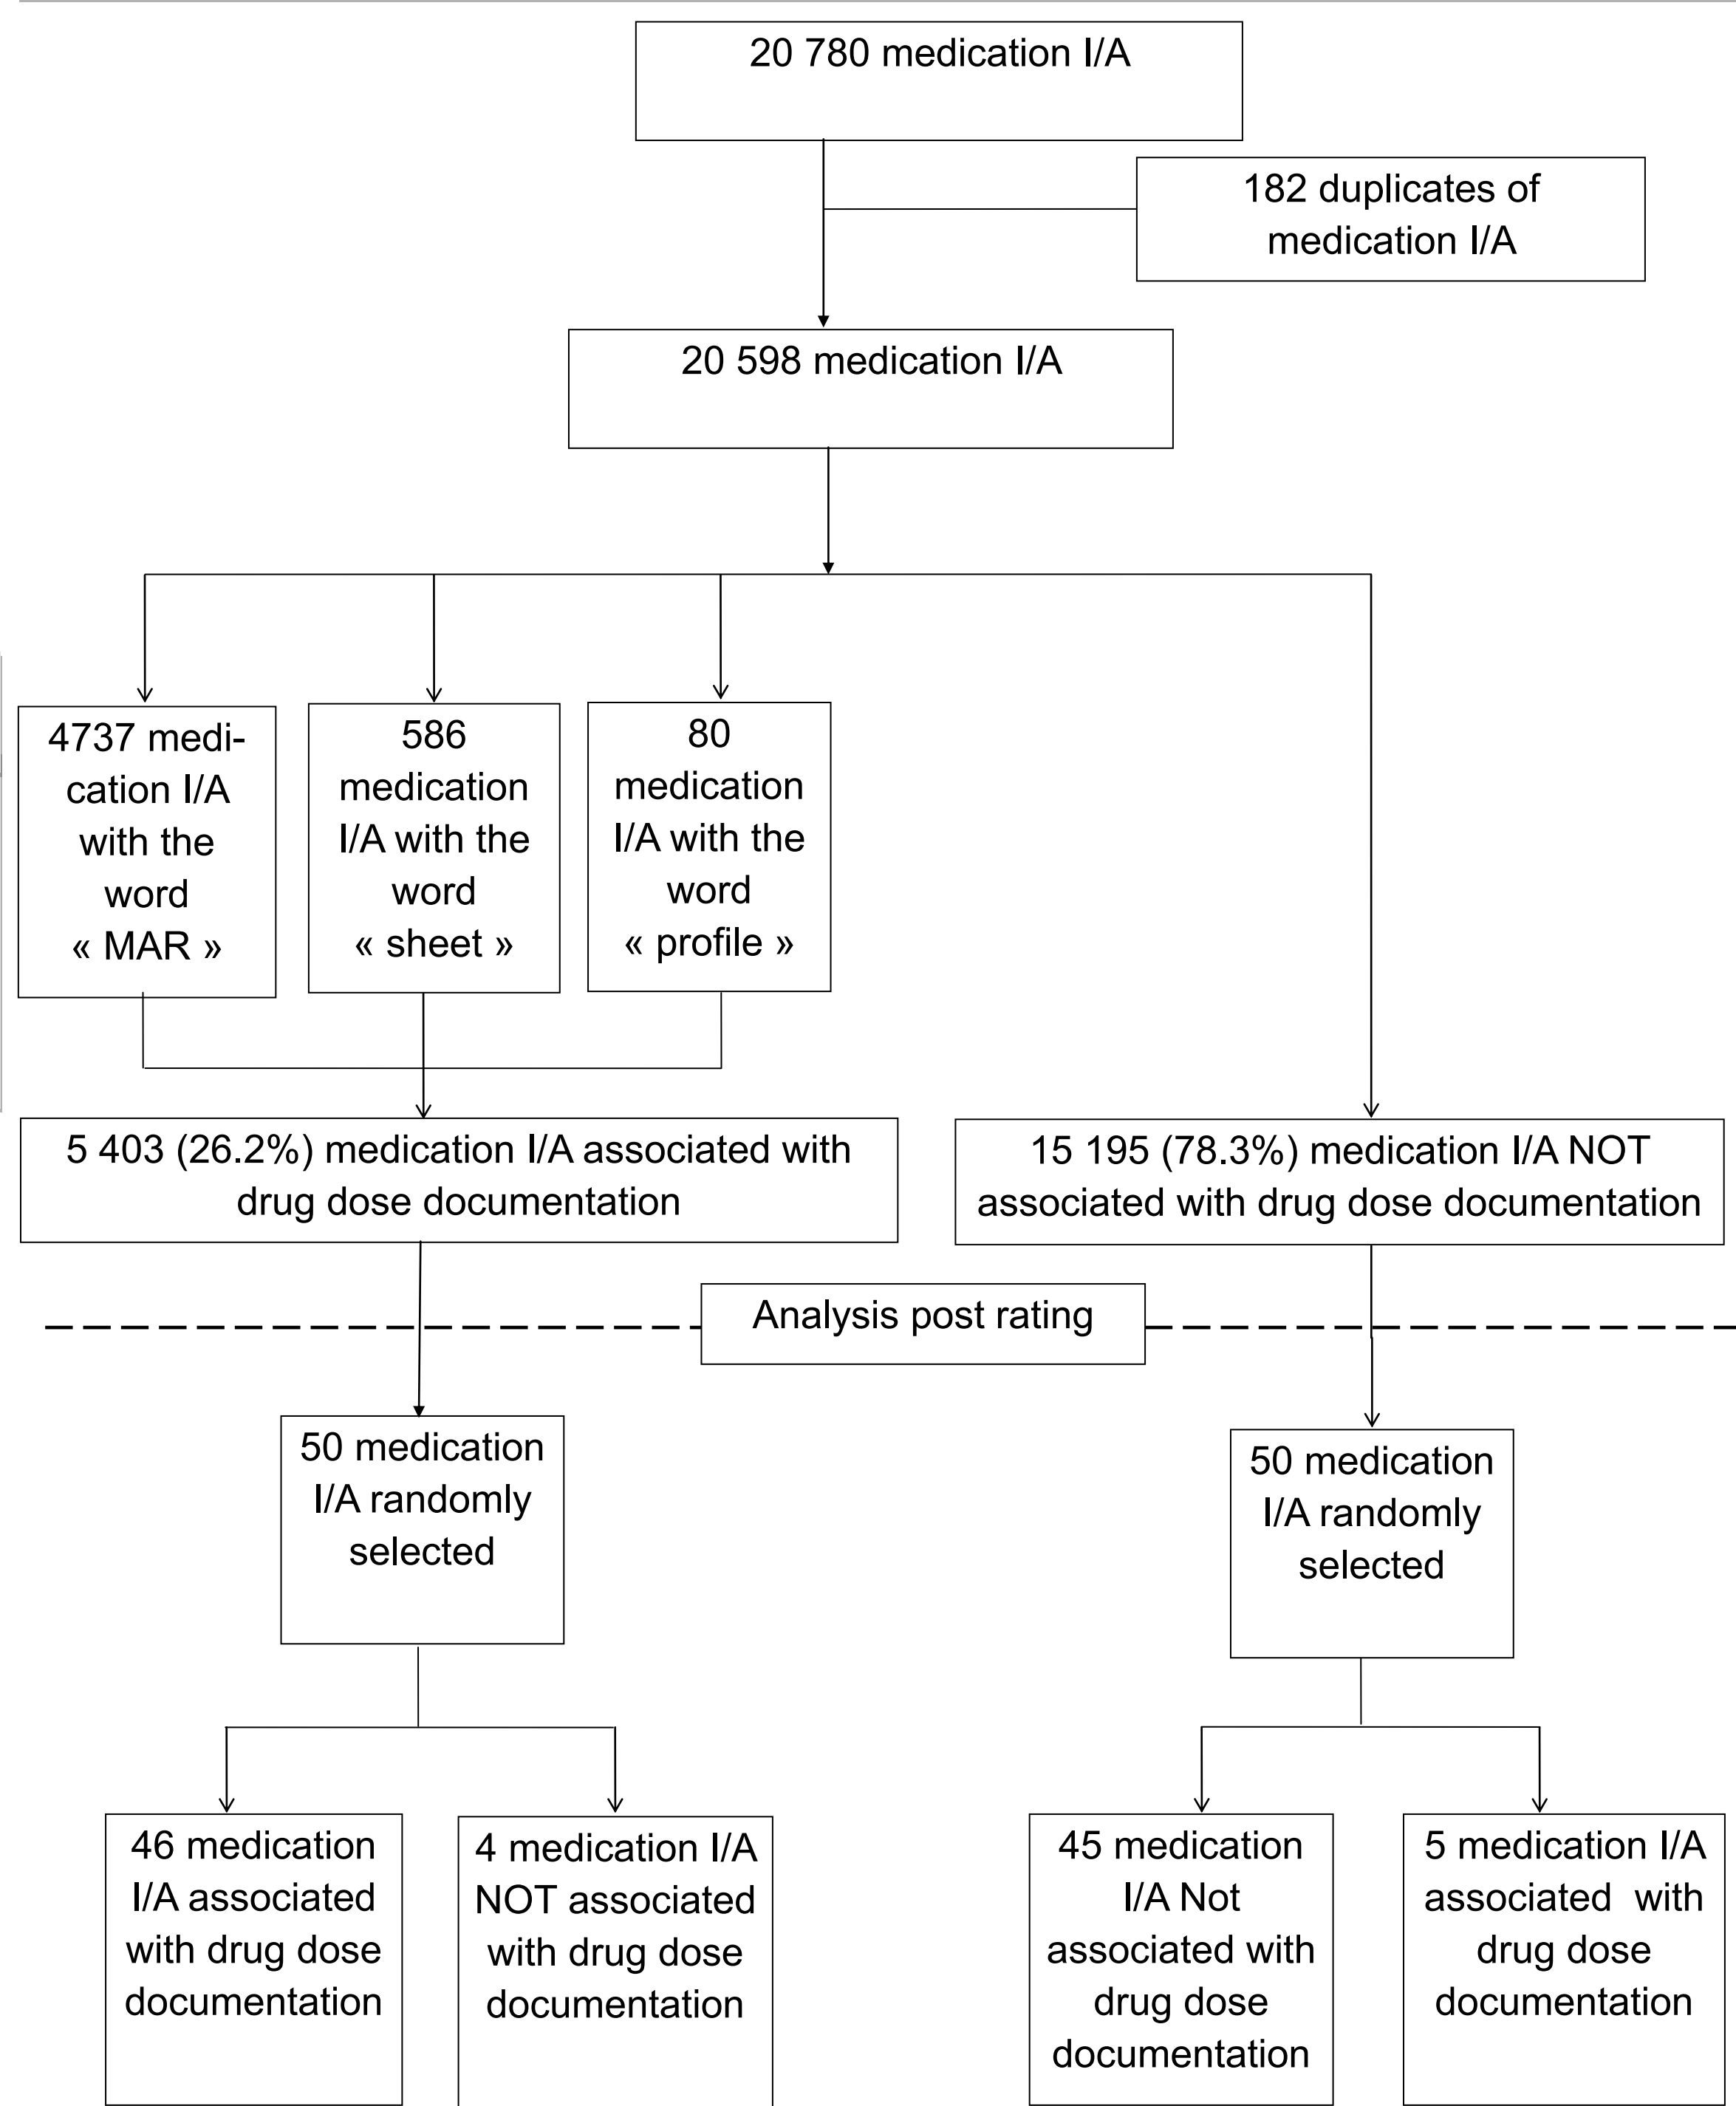 20 780 medication I/A
182 duplicates of
medication I/A
20 598 medication I/A
4737 medi-
cation I/A
with the
word
« MAR »
586
medication
I/A with the
word
« sheet »
80
medication
I/A with the
word
« profile »
5 403 (26.2%) medication I/A associated with
drug dose documentation
15 195 (78.3%) medication I/A NOT
associated with drug dose documentation
Analysis post rating
50 medication
I/A randomly
selected
50 medication
I/A randomly
selected
46 medication
I/A associated
with drug dose
documentation
4 medication I/A
NOT associated
with drug dose
documentation
45 medication
I/A Not
associated with
drug dose
documentation
5 medication I/A
associated  with
drug dose
documentation